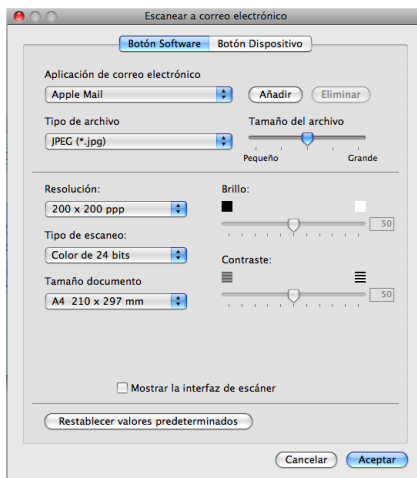 Escanear a correo electrónico
Botón Software Botón Dispositivo
Aplicación de correo electrónico
Apple Mail Añadir Eliminar
Tipo de archivo Tamaño del archivo
JPEG (*.jpg)
Pequeño Grande
Resolución: Brillo:
200 x 200 ppp
50
Tipo de escaneo:
Color de 24 bits
Contraste:
Tamaño documento
A4 210 x 297 mm 50
Mostrar la interfaz de escáner
Restablecer valores predeterminados
Cancelar Aceptar